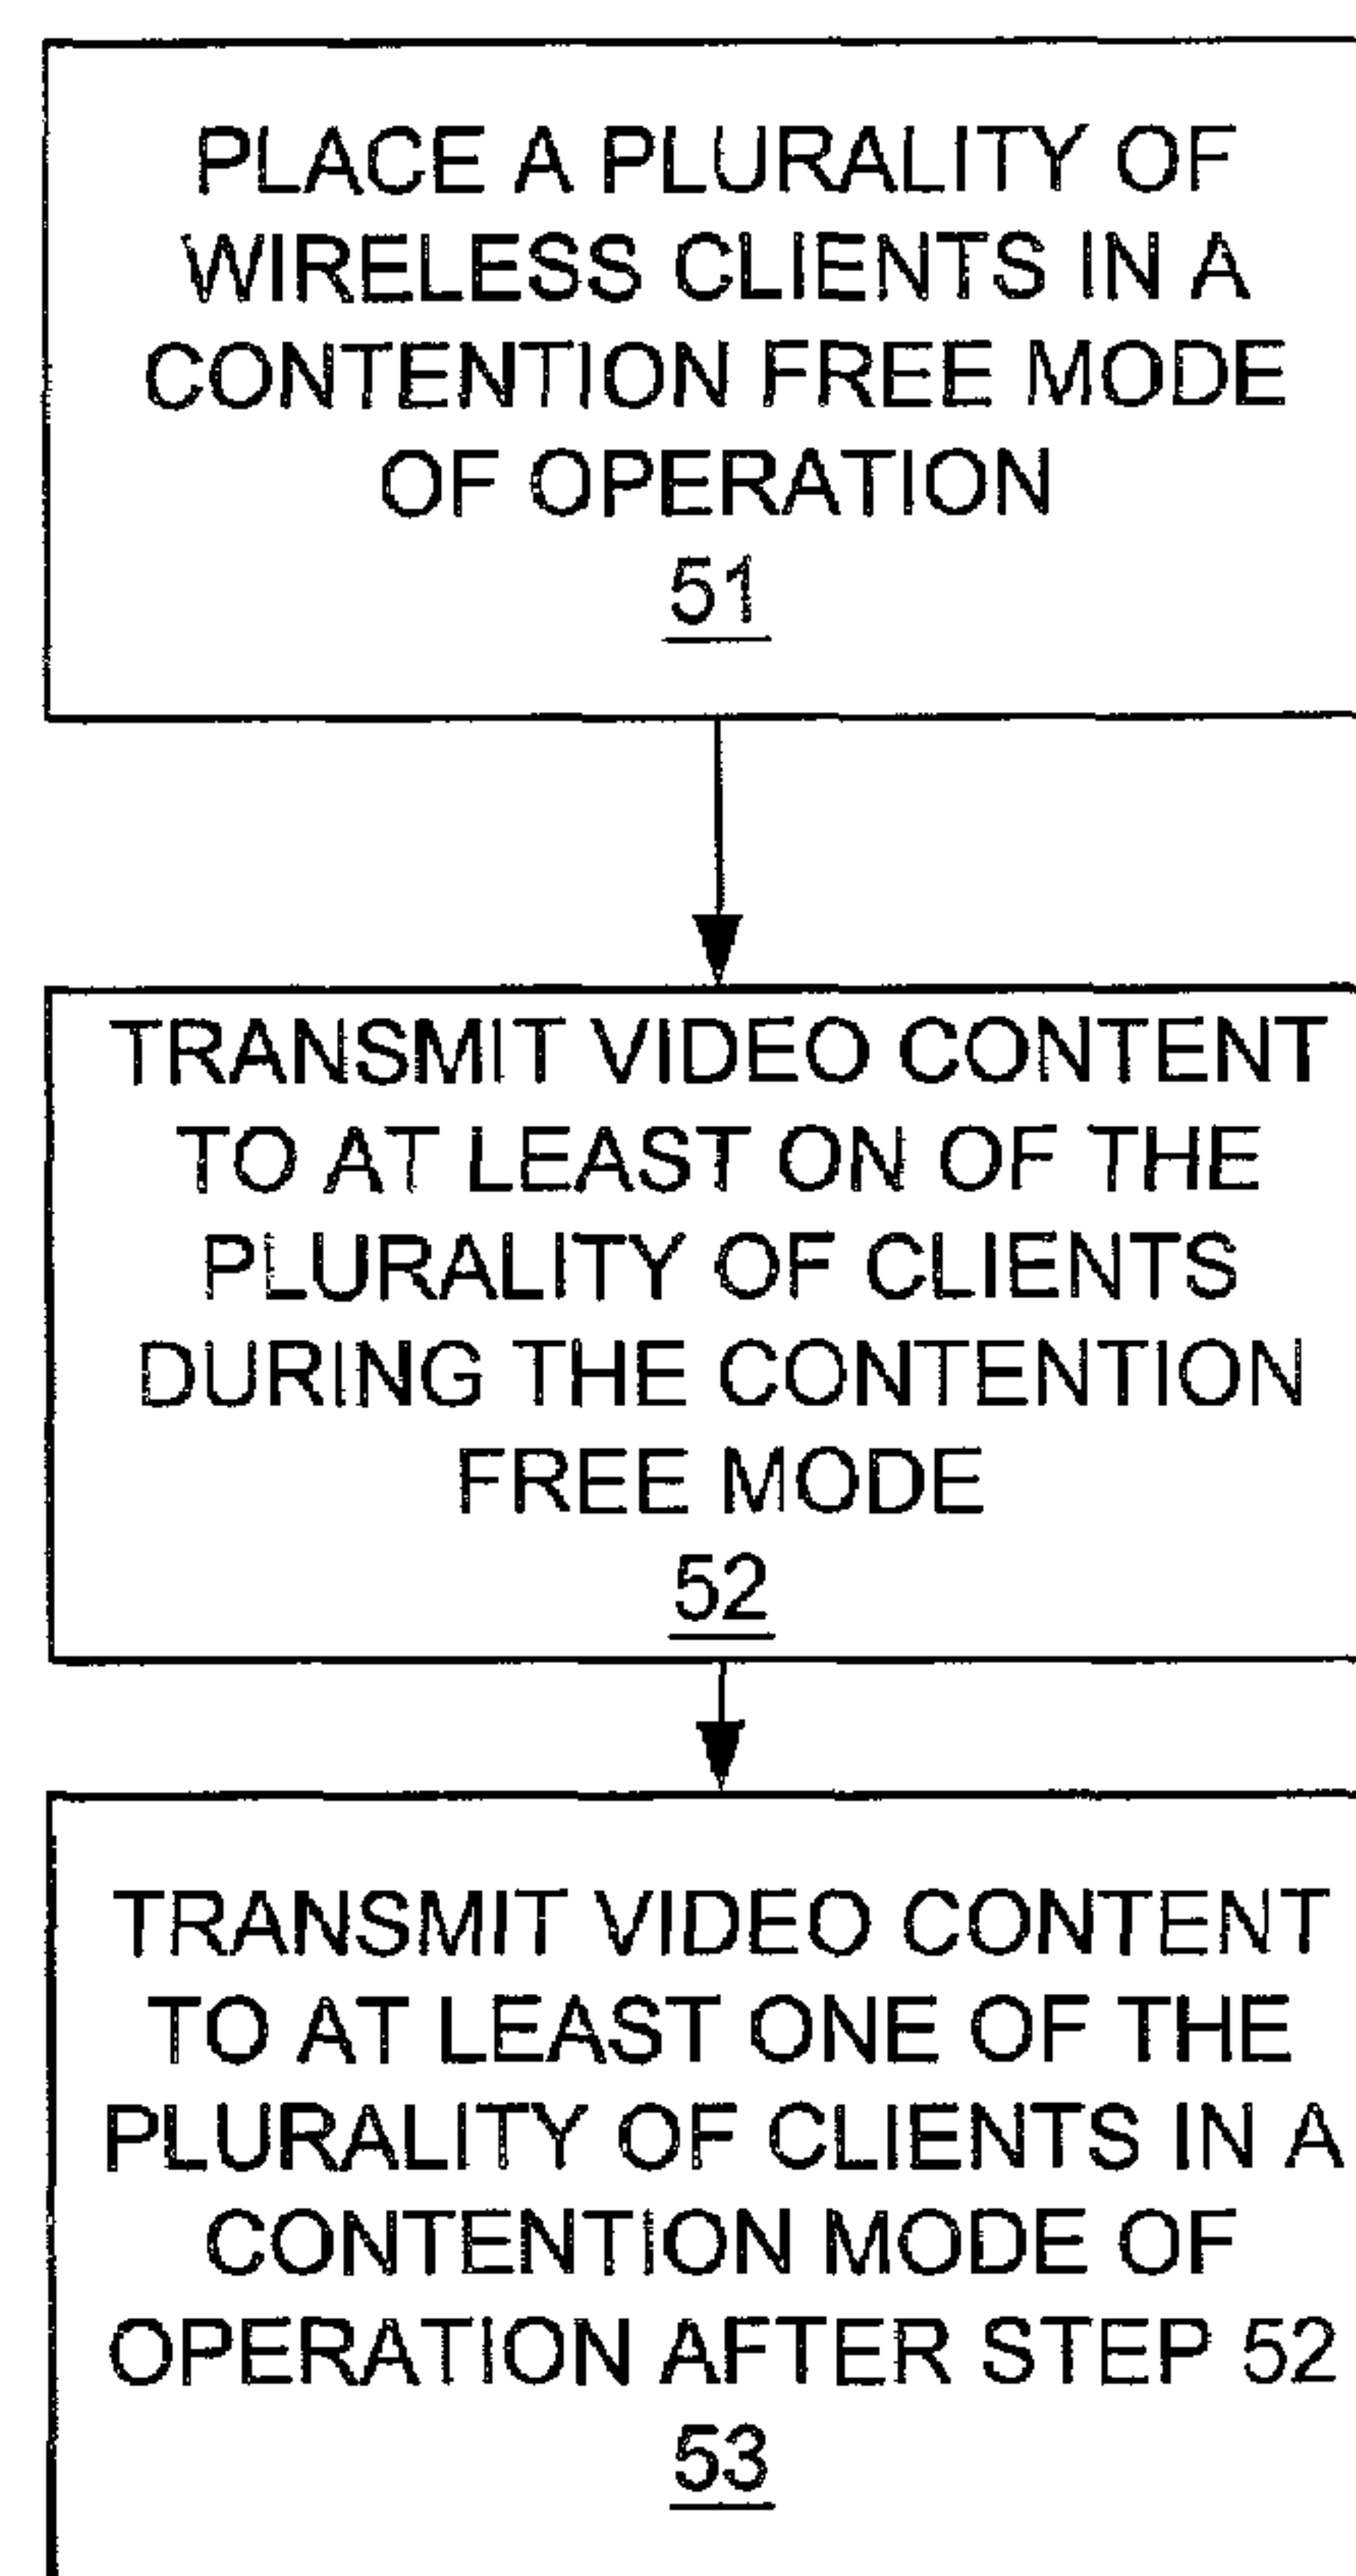 PLACE A PLURALITY OF
WIRELESS CLIENTS IN A
CONTENTION FREE MODE
OF OPERATION
51
TRANSMIT VIDEO CONTENT
TO AT LEAST ON OF THE
PLURALITY OF CLIENTS
DURING THE CONTENTION
FREE MODE
52
TRANSMIT VIDEO CONTENT
TO AT LEAST ONE OF THE
PLURALITY OF CLIENTS IN A
CONTENTION MODE OF
OPERATION AFTER STEP 52
53